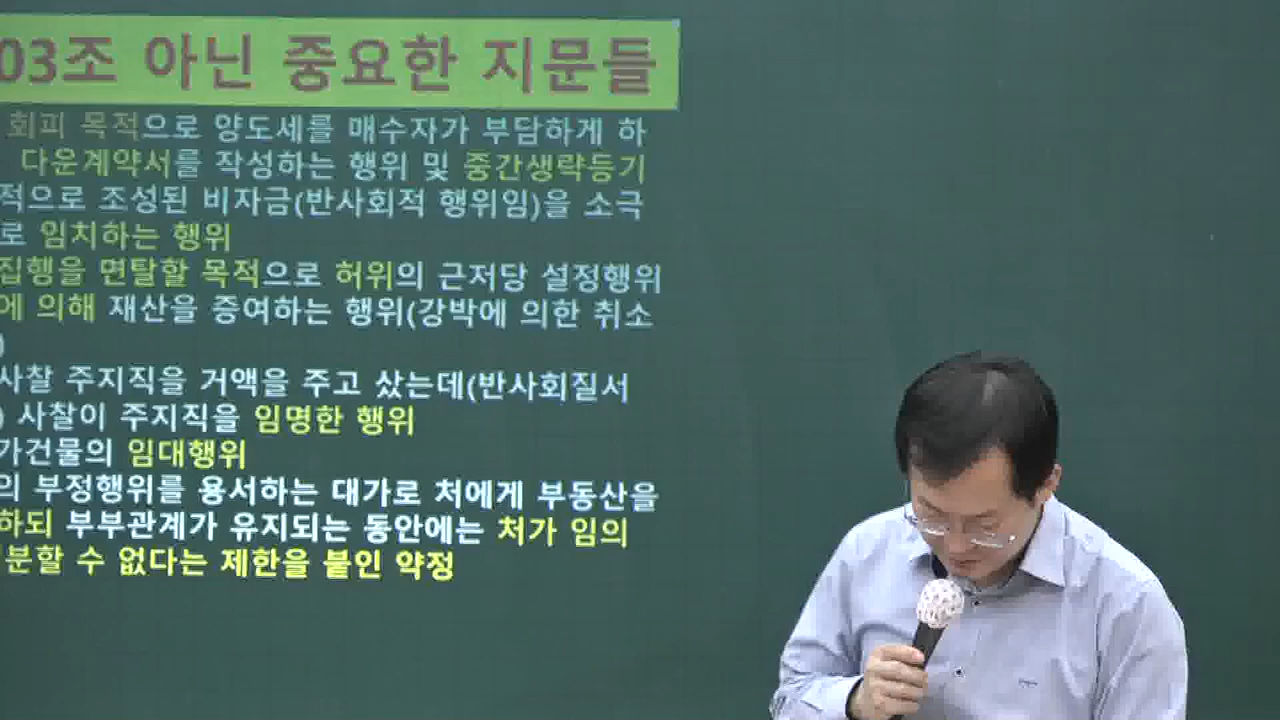 03조 아닌 중요한 지문들
회피 목적으로 양도세를 매수자가 부담하게 하
다운계약서를 작성하는 행위 및 중간생략등기
적으로 조성된 비자금(반사회적 행위임)을 소극
로 임치하는 행위
집행을 면탈할 목적으로 허위의 근저당 설정행위
에 의해 재산을 증여하는 행위(강박에 의한 취소
)
사찰 주지직을 거액을 주고 샀는데(반사회질서
) 사찰이 주지직을 임명한 행위
가건물의 임대행위
의 부정행위를 용서하는 대가로 처에게 부동산을
하되 부부관계가 유지되는 동안에는 처가 임의
분할 수 없다는 제한을 붙인 약정